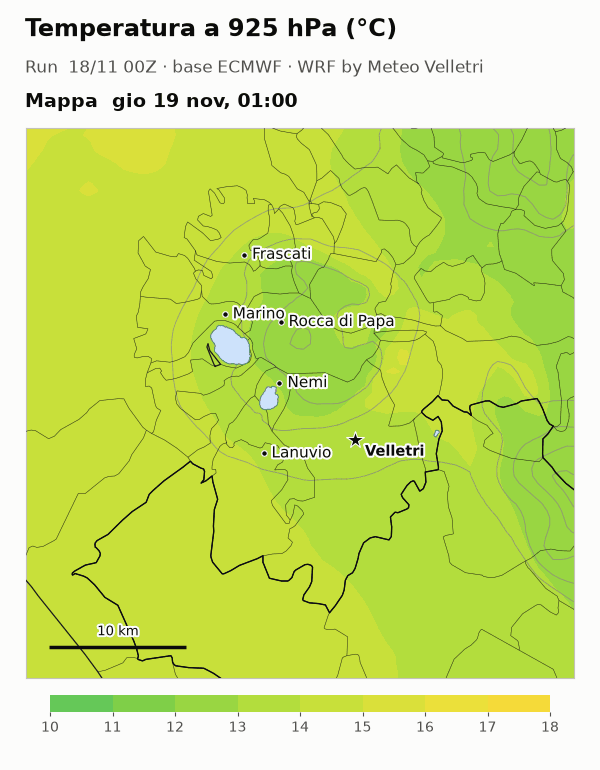 Temperatura a 925 hPa (°C)
Run  18/11 00Z · base ECMWF · WRF by Meteo Velletri
Mappa  gio 19 nov, 01:00
Frascati
Marino
Rocca di Papa
Nemi
Velletri
Lanuvio
10 km
10 11 12 13 14 15 16 17 18